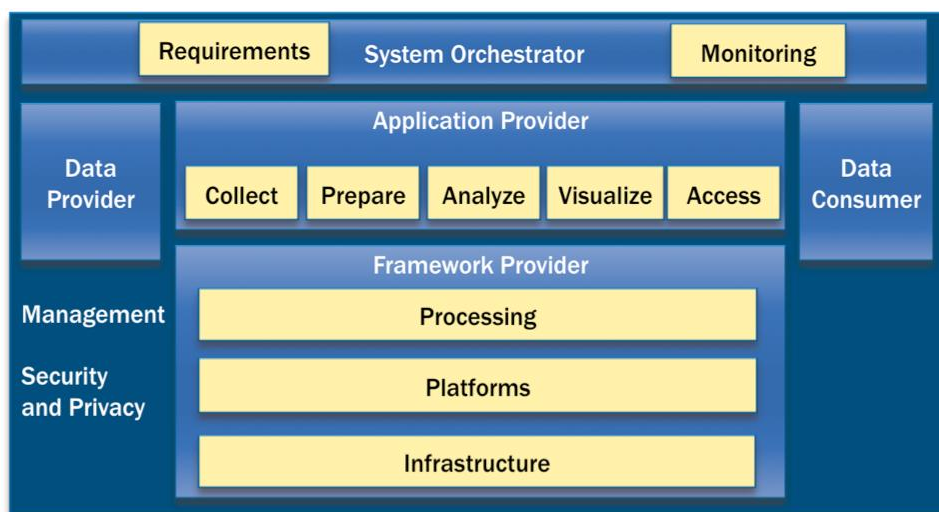 Requirements
System Orchestrator
Monitoring
Data
Provider
Application Provider
Collect
Prepare
Analyze
Visualize
Access
Data
Consumer
Framework Provider
Processing
Platforms
Infrastructure
Management
Security
and Privacy